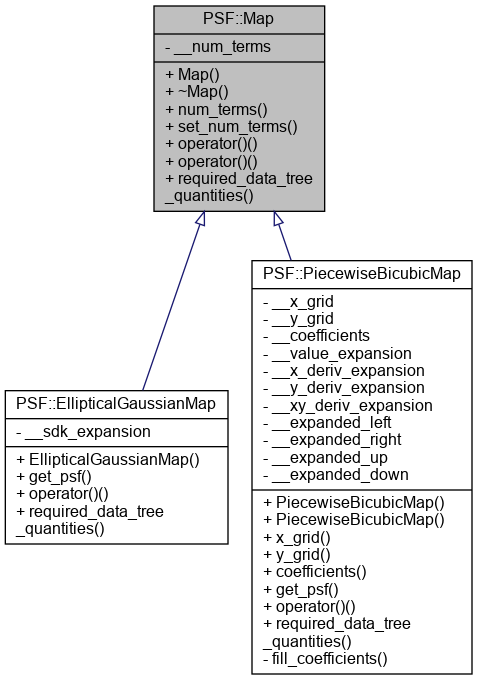 PSF::Map
- __num_terms
+ Map()
+ ~Map()
+ num_terms()
+ set_num_terms()
+ operator()()
+ operator()()
+ required_data_tree
_quantities()
PSF::EllipticalGaussianMap
- __sdk_expansion
+ EllipticalGaussianMap()
+ get_psf()
+ operator()()
+ required_data_tree
_quantities()
PSF::PiecewiseBicubicMap
- __x_grid
- __y_grid
- __coefficients
- __value_expansion
- __x_deriv_expansion
- __y_deriv_expansion
- __xy_deriv_expansion
- __expanded_left
- __expanded_right
- __expanded_up
- __expanded_down
+ PiecewiseBicubicMap()
+ PiecewiseBicubicMap()
+ x_grid()
+ y_grid()
+ coefficients()
+ get_psf()
+ operator()()
+ required_data_tree
_quantities()
- fill_coefficients()